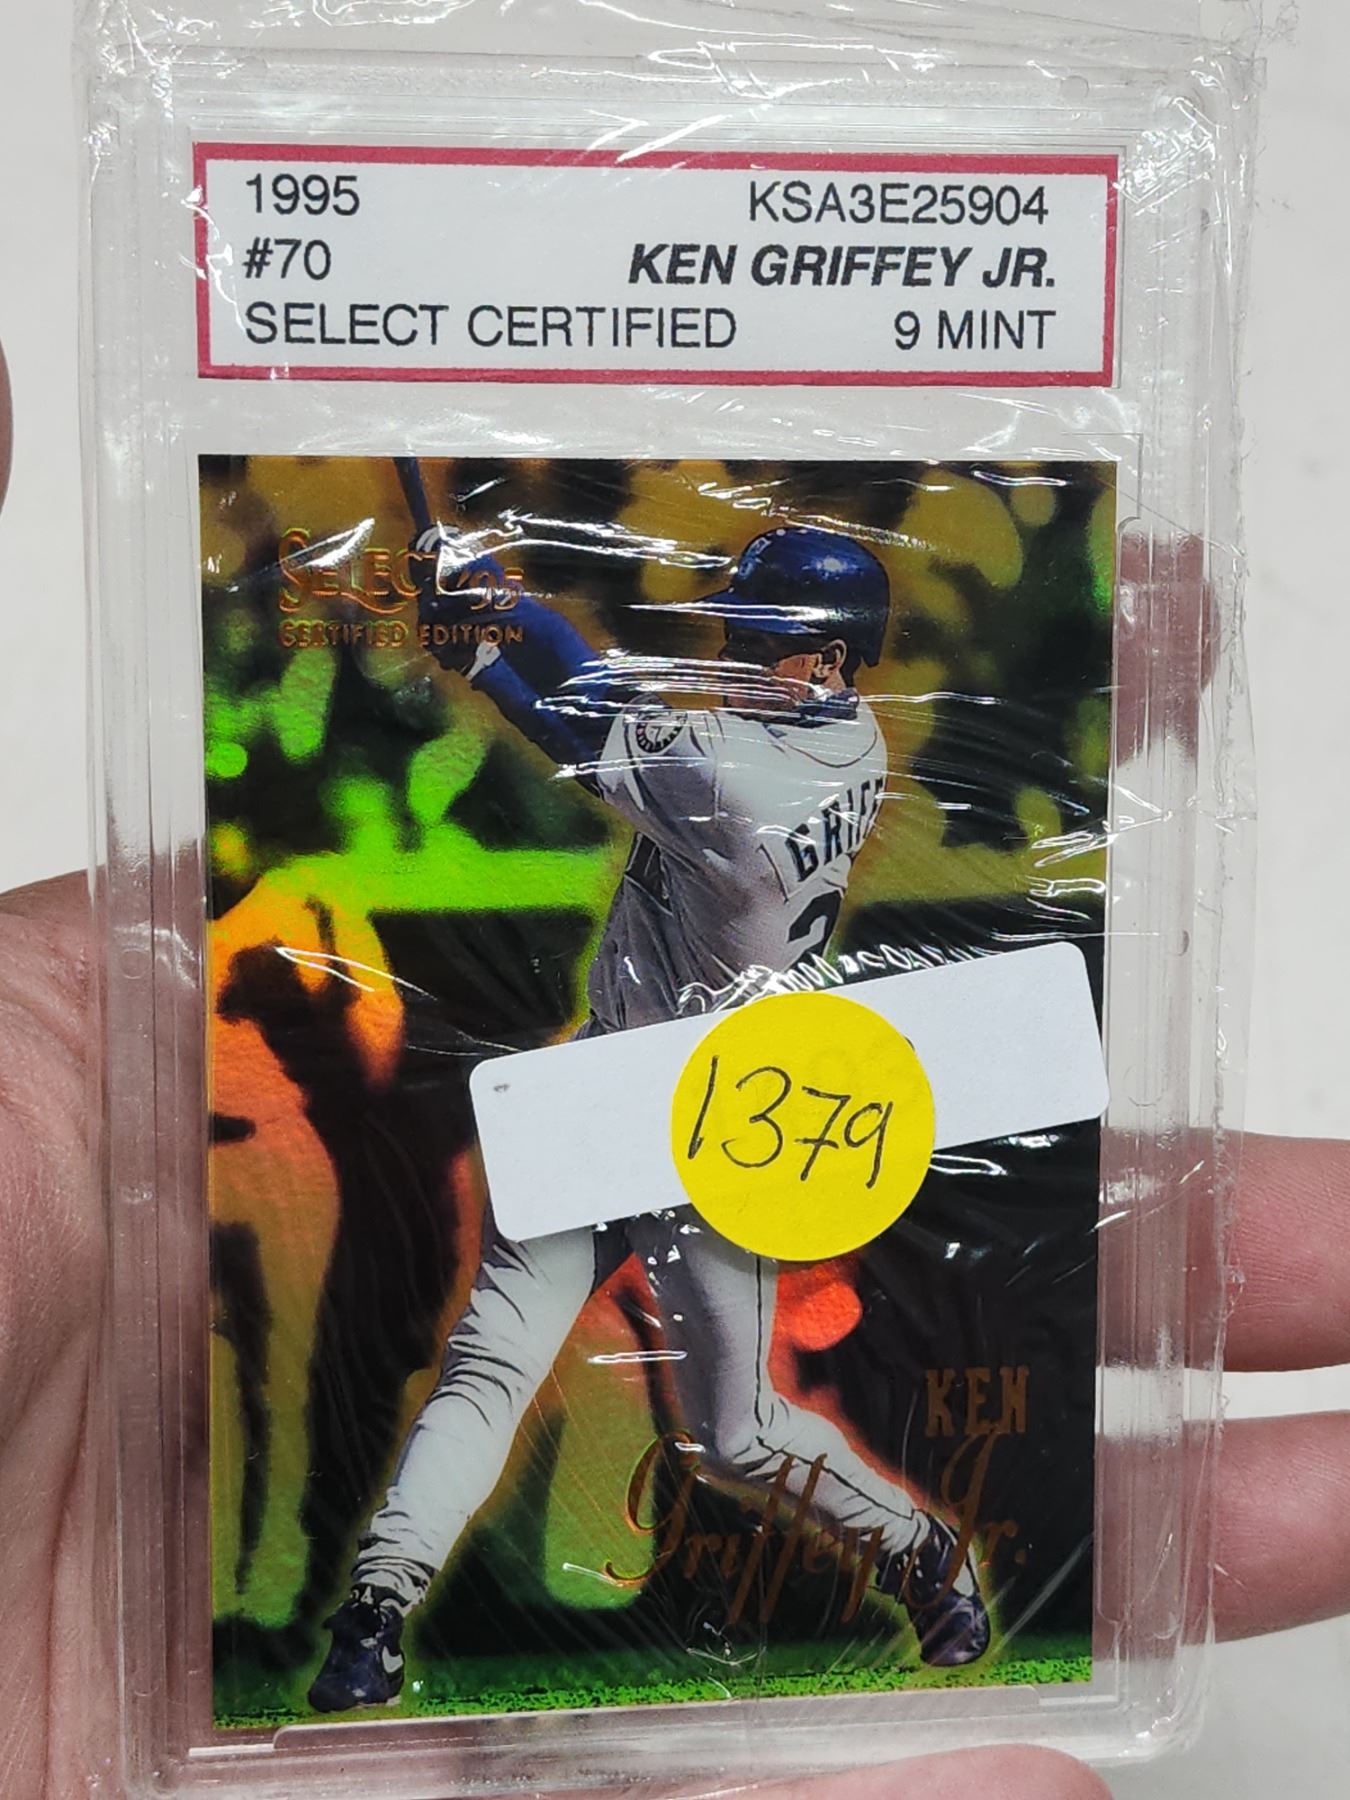 1995 KSA3E25904
#70 KEN GRIFFEY JR.
SELECT CERTIFIED 9 MINT
SELECT '95
CERTIFIED EDITION
GRIFF
2
1379
KEN
Griffey Jr.